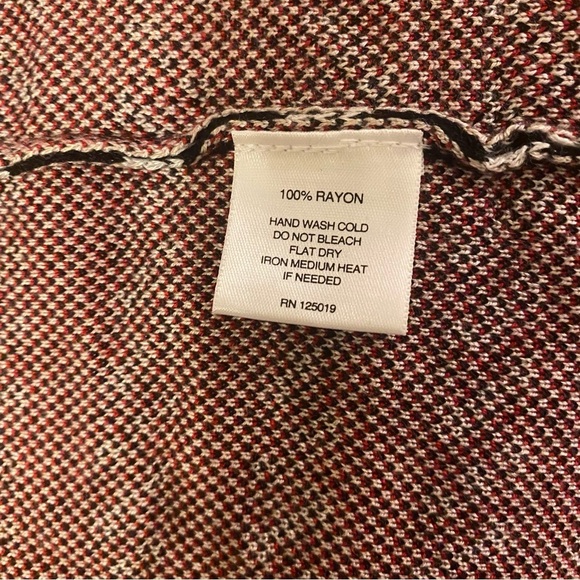 100% RAYON
HAND WASH COLD
DO NOT BLEACH
FLAT DRY
IRON MEDIUM HEAT
IF NEEDED
RN 125019